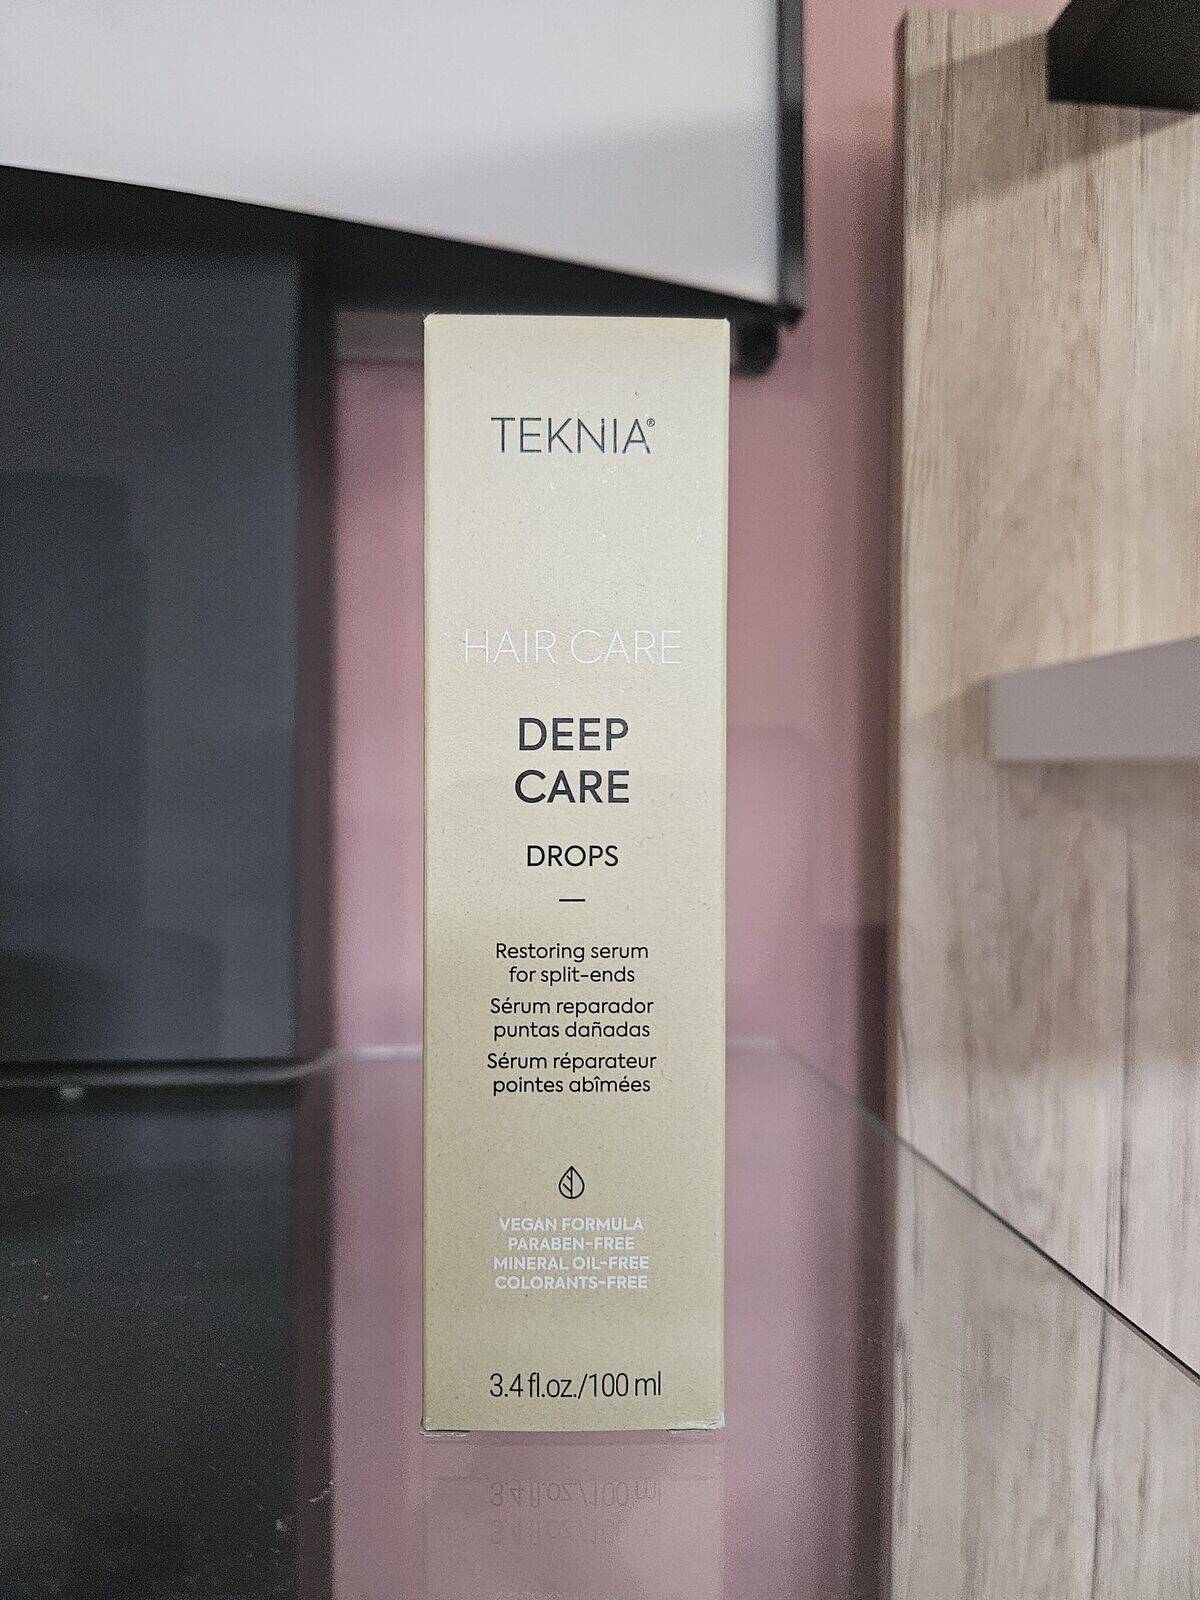 TEKNIA®
HAIR CARE
DEEP
CARE
DROPS
Restoring serum
for split-ends
Sérum reparador
puntas dañadas
Sérum réparateur
pointes abîmées
VEGAN FORMULA
PARABEN-FREE
MINERAL OIL-FREE
COLORANTS-FREE
3.4 fl.oz./100 ml